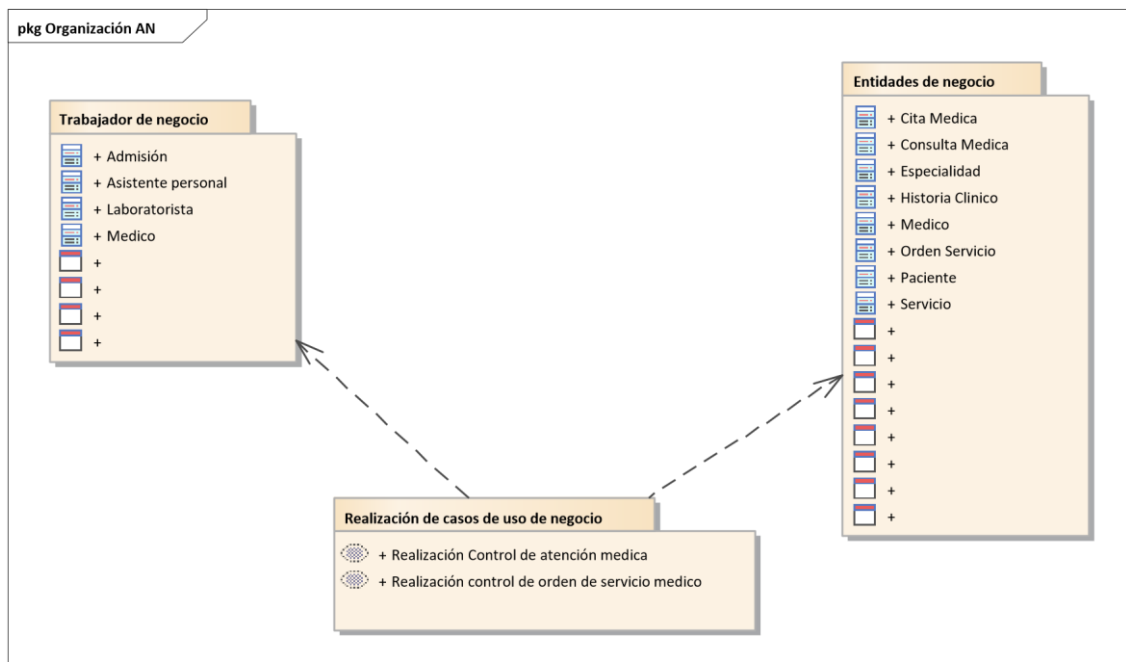 pkg Organización AN
Trabajador de negocio
+ Admisión
+ Asistente personal
+ Laboratorista
+ Medico
+
+
+
+
Entidades de negocio
+ Cita Medica
+ Consulta Medica
+ Especialidad
+ Historia Clinico
+ Medico
+ Orden Servicio
+ Paciente
+ Servicio
+
+
+
+
+
+
+
+
Realización de casos de uso de negocio
+ Realización Control de atención medica
+ Realización control de orden de servicio medico